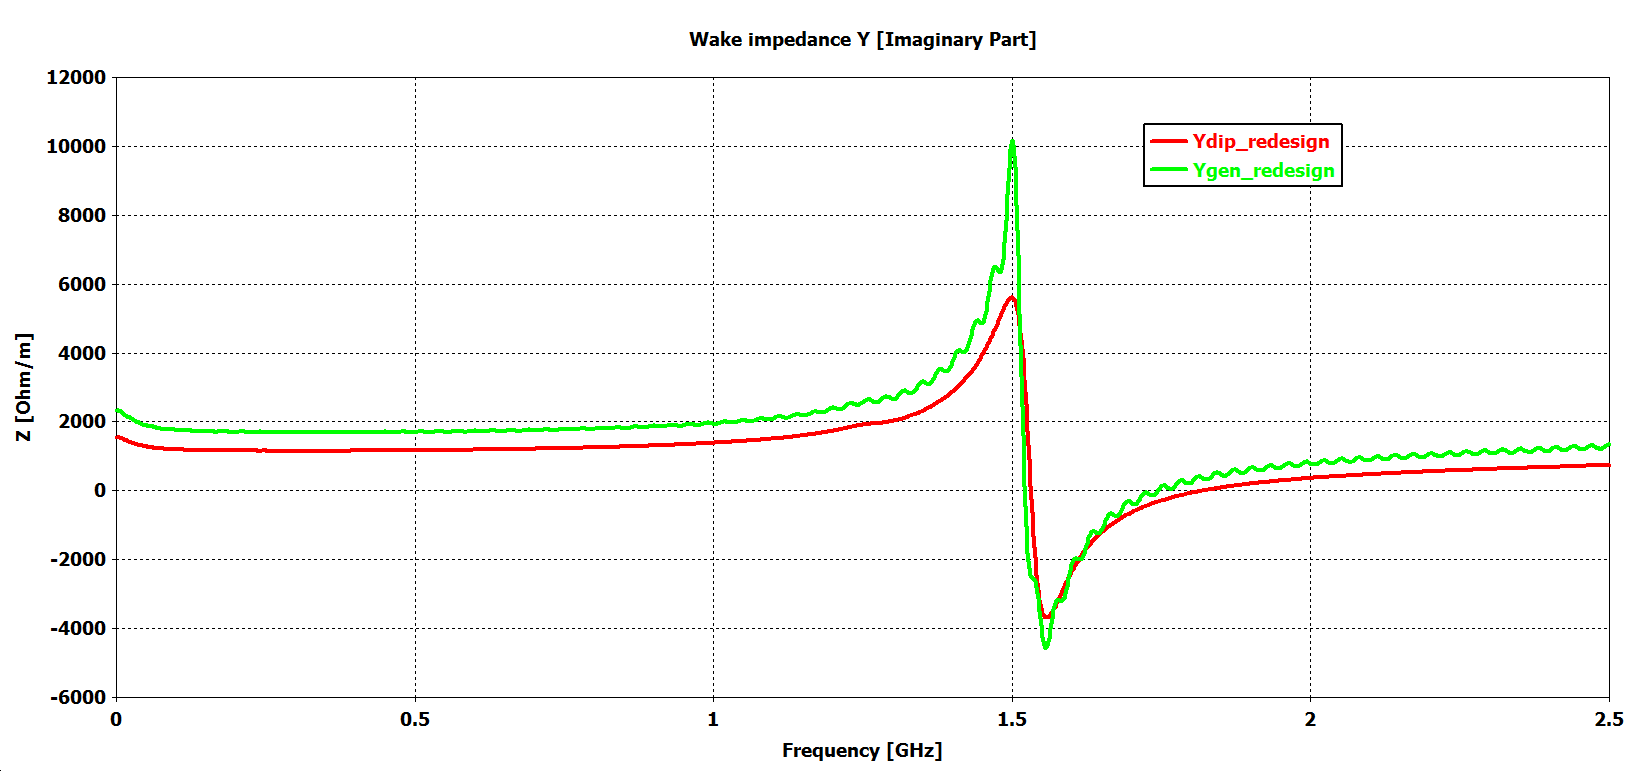 Wake impedance Y [Imaginary Part]
12000
10000
8000
6000
4000
2000
0
-2000
-4000
-6000
Z [Ohm/m]
Ydip_redesign
Ygen_redesign
0 0.5 1 1.5 2 2.5
Frequency [GHz]